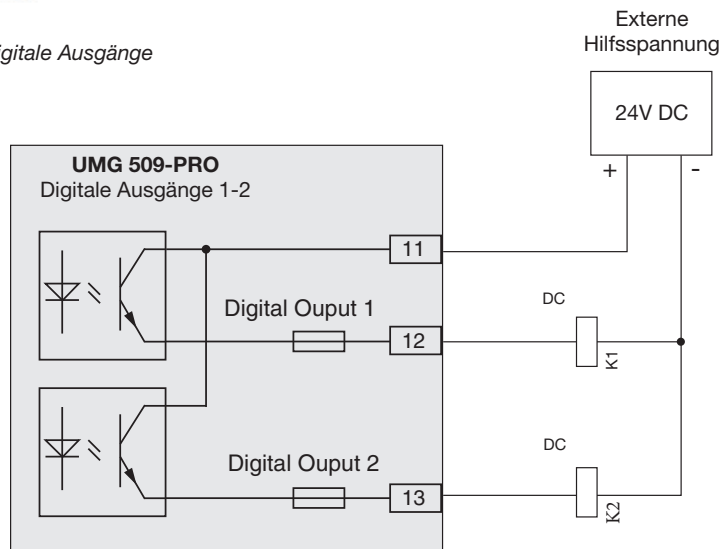 Externe
Hilfsspannung
gitale Ausgänge
24V DC
+ -
UMG 509-PRO
Digitale Ausgänge 1-2
11
Digital Ouput 1
DC
12
K1
Digital Ouput 2
DC
13
K2